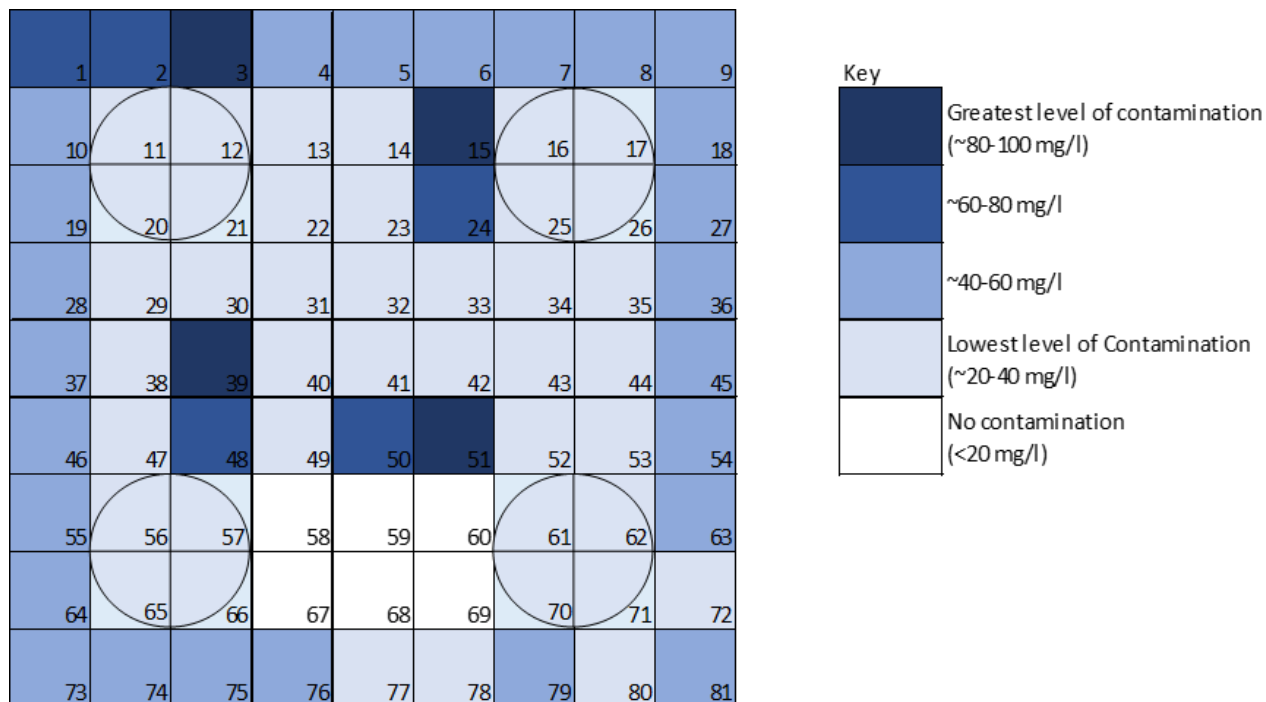 1 2 3 4 5 6 7 8 9
Key
Greatest level of contamination
(~80-100 mg/l)
10 11 12 13 14 15 16 17 18
~60-80 mg/l
19 20 21 22 23 24 25 26 27
~40-60 mg/l
28 29 30 31 32 33 34 35 36
Lowest level of Contamination
(~20-40 mg/l)
37 38 39 40 41 42 43 44 45
No contamination
(<20 mg/l)
46 47 48 49 50 51 52 53 54
55 56 57 58 59 60 61 62 63
64 65 66 67 68 69 70 71 72
73 74 75 76 77 78 79 80 81